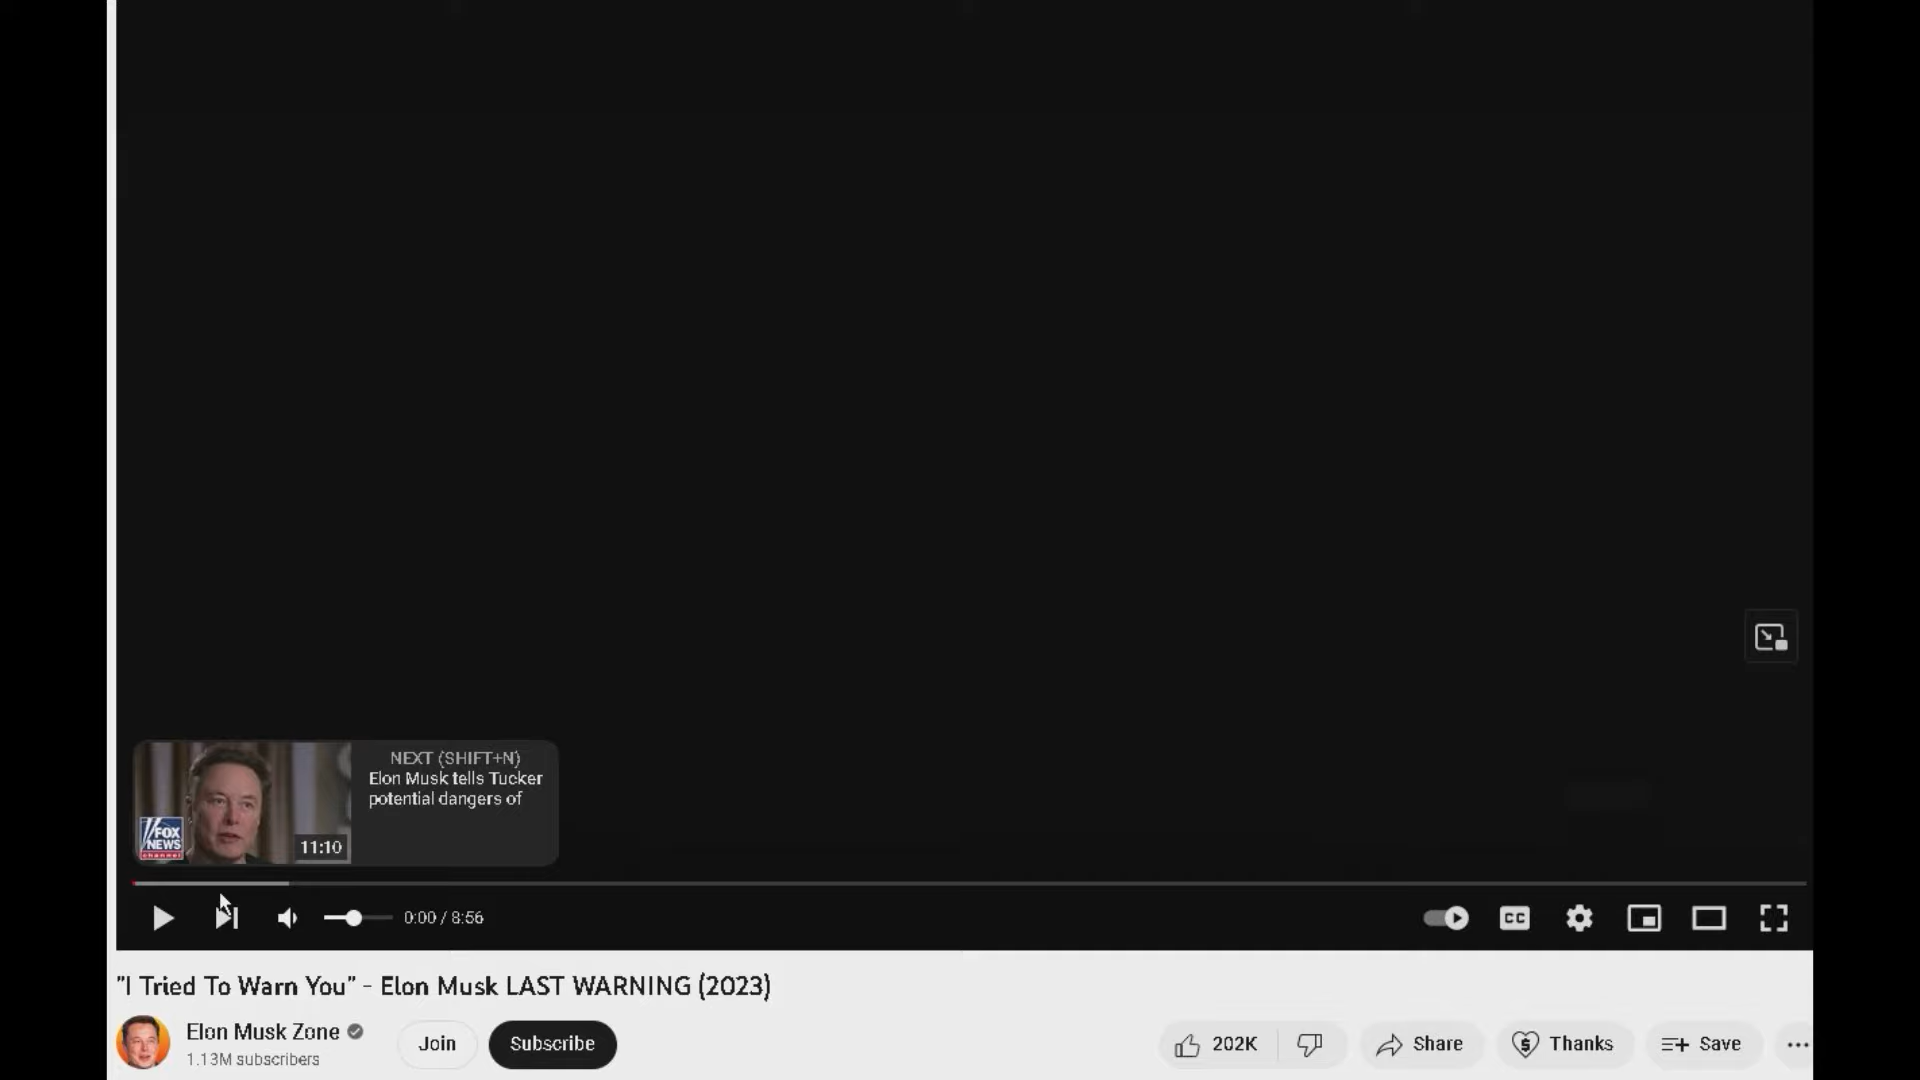 NEXT (SHIFT+N)
Elon Musk tells Tucker
potential dangers of
FOX
NEWS
channel
11:10
0:00 / 8:56
CC
"I Tried To Warn You" - Elon Musk LAST WARNING (2023)
Elon Musk Zone
1.13M subscribers
Join
Subscribe
202K
Share
Thanks
Save